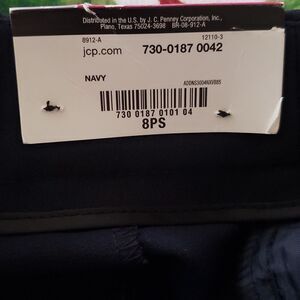 Distributed in the U.S. by J. C. Penney Corporation, Inc.,
Plano, Texas 75024-3698 BR-08-912-A
8912-A 12110-3
jcp.com 730-0187 0042
NAVY
730 0187 0101 04
8PS